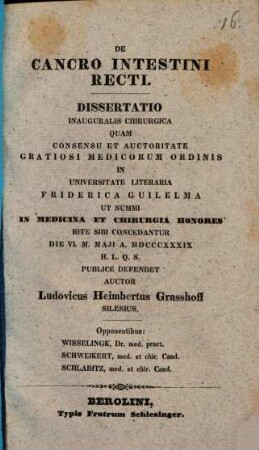 16.
DE
CANCRO INTESTINI
RECTI.
DISSERTATIO
INAUGURALIS CHIRURGICA
QUAM
CONSENSU ET AUCTORITATE
GRATIOSI MEDICORUM ORDINIS
IN
UNIVERSITATE LITERARIA
FRIDERICA GUILELMA
UT SUMMI
IN MEDICINA ET CHIRURGIA HONORES
RITE SIBI CONCEDANTUR
DIE VI. M. MAJI A. MDCCCXXXIX
H. L. Q. S.
PUBLICE DEFENDET
AUCTOR
Ludovicus Heimbertus Grasshoff
SILESIUS.
Opponentibus:
WISSELINGK, Dr. med. pract.
SCHWEIKERT, med. et chir. Cand.
SCHLABITZ, med. et chir. Cand.
BEROLINI,
Typis Fratrum Schlesinger.